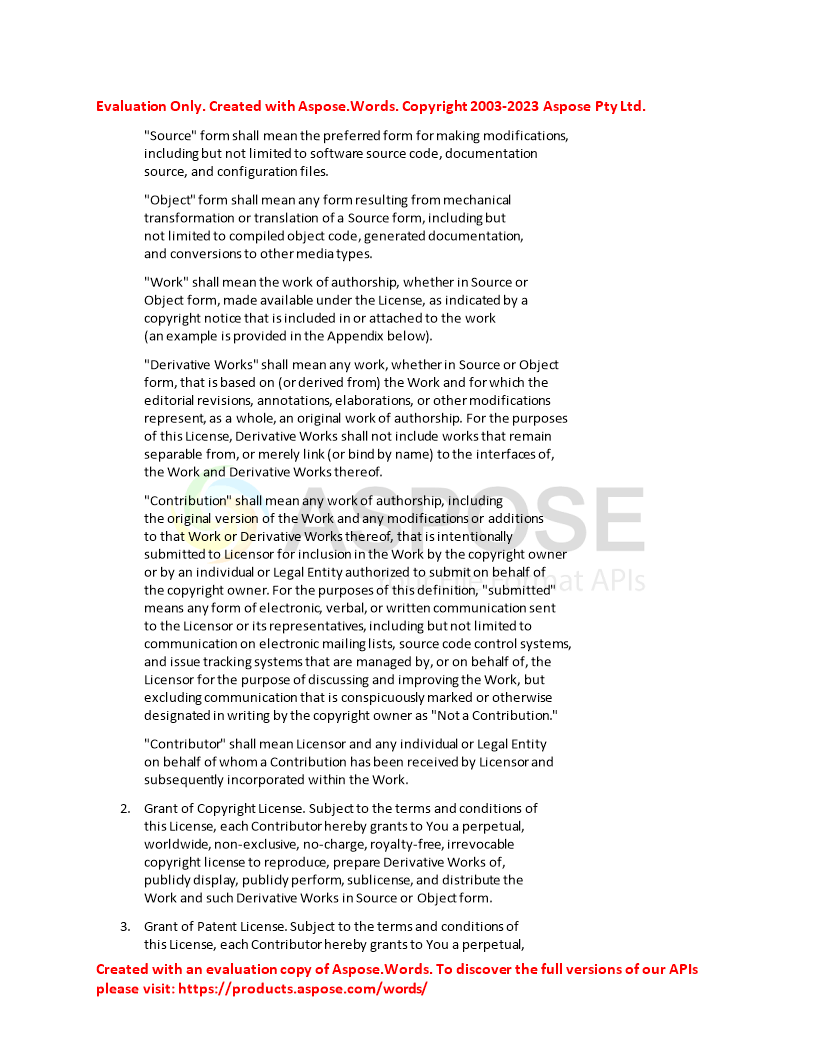 Evaluation Only. Created with Aspose.Words. Copyright 2003-2023 Aspose Pty Ltd.
"Source" form shall mean the preferred form for making modifications,
including but not limited to software source code, documentation
source, and configuration files.
"Object" form shall mean any form resulting from mechanical
transformation or translation of a Source form, including but
not limited to compiled object code, generated documentation,
and conversions to other media types.
"Work" shall mean the work of authorship, whether in Source or
Object form, made available under the License, as indicated by a
copyright notice that is included in or attached to the work
(an example is provided in the Appendix below).
"Derivative Works" shall mean any work, whether in Source or Object
form, that is based on (or derived from) the Work and for which the
editorial revisions, annotations, elaborations, or other modifications
represent, as a whole, an original work of authorship. For the purposes
of this License, Derivative Works shall not include works that remain
separable from, or merely link (or bind by name) to the interfaces of,
the Work and Derivative Works thereof.
"Contribution" shall mean any work of authorship, including
the original version of the Work and any modifications or additions
to that Work or Derivative Works thereof, that is intentionally
submitted to Licensor for inclusion in the Work by the copyright owner
or by an individual or Legal Entity authorized to submit on behalf of
the copyright owner. For the purposes of this definition, "submitted"
means any form of electronic, verbal, or written communication sent
to the Licensor or its representatives, including but not limited to
communication on electronic mailing lists, source code control systems,
and issue tracking systems that are managed by, or on behalf of, the
Licensor for the purpose of discussing and improving the Work, but
excluding communication that is conspicuously marked or otherwise
designated in writing by the copyright owner as "Not a Contribution."
"Contributor" shall mean Licensor and any individual or Legal Entity
on behalf of whom a Contribution has been received by Licensor and
subsequently incorporated within the Work.
2. Grant of Copyright License. Subject to the terms and conditions of
this License, each Contributor hereby grants to You a perpetual,
worldwide, non-exclusive, no-charge, royalty-free, irrevocable
copyright license to reproduce, prepare Derivative Works of,
publicly display, publicly perform, sublicense, and distribute the
Work and such Derivative Works in Source or Object form.
3. Grant of Patent License. Subject to the terms and conditions of
this License, each Contributor hereby grants to You a perpetual,
Created with an evaluation copy of Aspose.Words. To discover the full versions of our APIs
please visit: https://products.aspose.com/words/
ASPOSE
File Format APIs